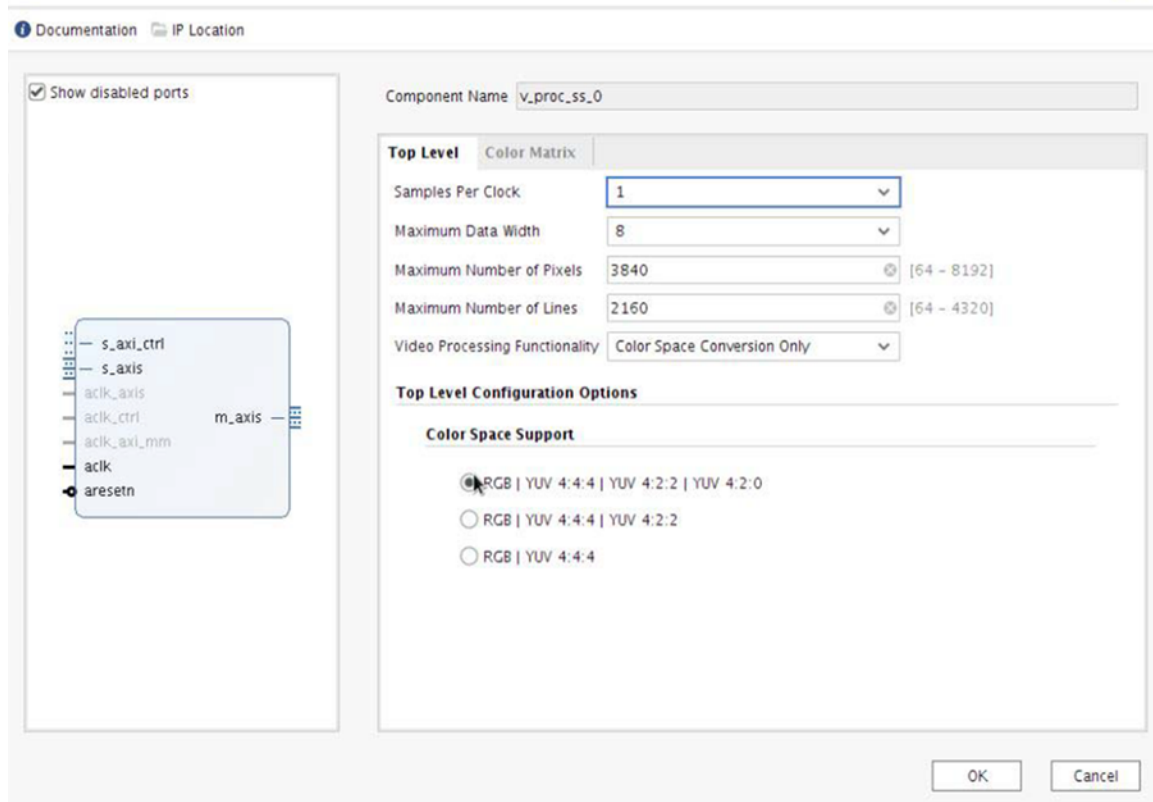 Documentation IP Location
Show disabled ports
s_axi_ctrl
s_axis
aclk_axis
aclk_ctrl
m_axis
aclk_axi_mm
aclk
aresetn
Component Name v_proc_ss_0
Top Level Color Matrix
Samples Per Clock 1
Maximum Data Width 8
Maximum Number of Pixels 3840 [64 - 8192]
Maximum Number of Lines 2160 [64 - 4320]
Video Processing Functionality Color Space Conversion Only
Top Level Configuration Options
Color Space Support
RGB | YUV 4:4:4 | YUV 4:2:2 | YUV 4:2:0
RGB | YUV 4:4:4 | YUV 4:2:2
RGB | YUV 4:4:4
OK Cancel